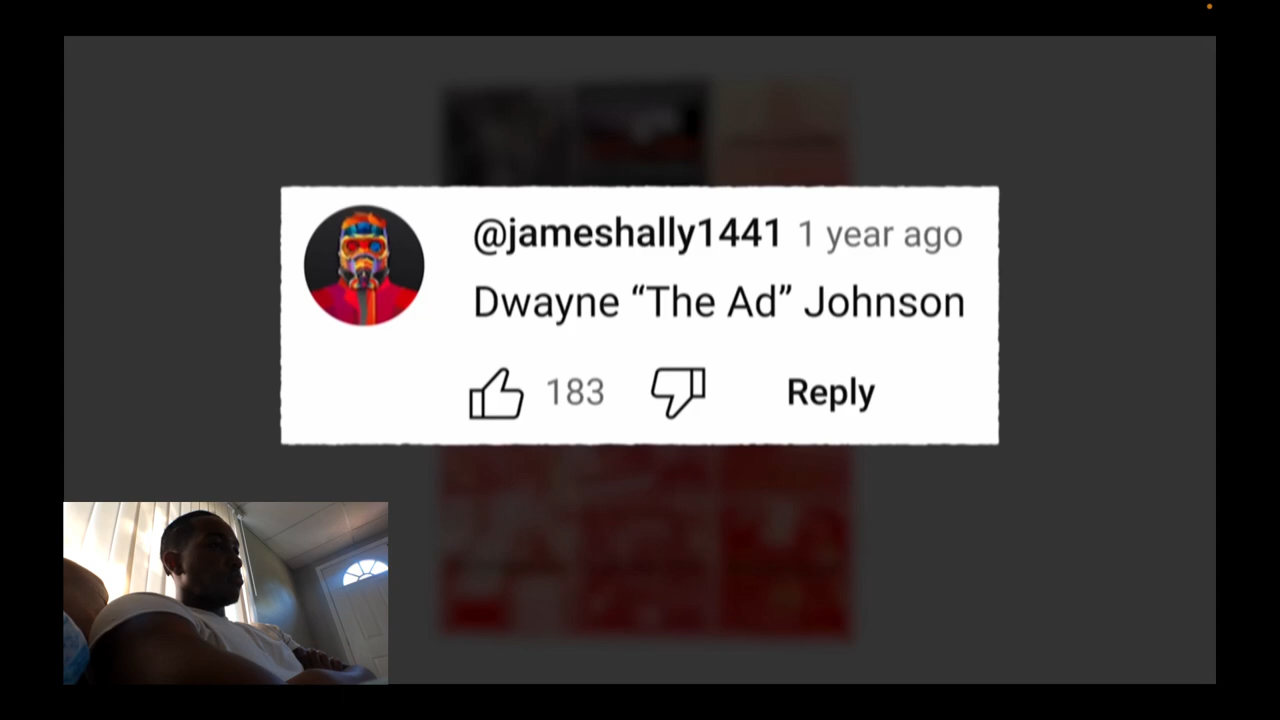 @jameshally1441 1 year ago
Dwayne “The Ad” Johnson
183 Reply